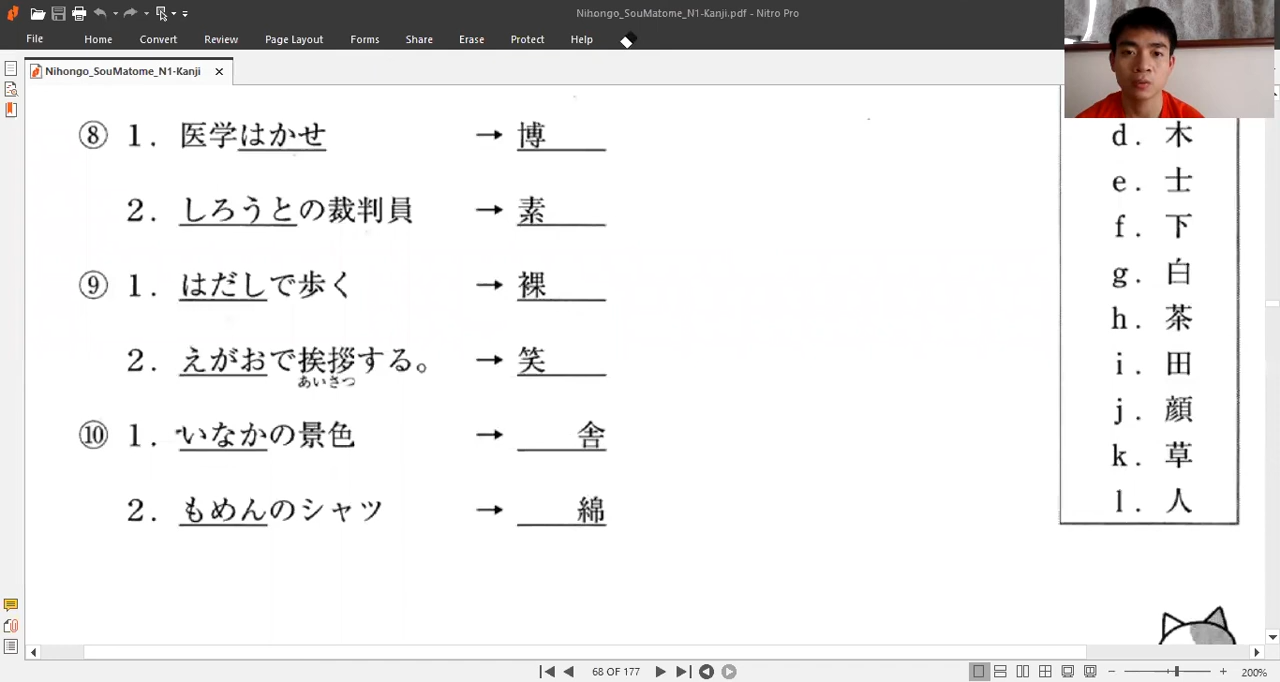 Nihongo_SouMatome_N1-Kanji.pdf - Nitro Pro
File Home Convert Review Page Layout Forms Share Erase Protect Help
Nihongo_SouMatome_N1-Kanji ×
⑧ 1. 医学はかせ → 博
2. しろうとの裁判員 → 素
⑨ 1. はだしで歩く → 裸
2. えがおで挨拶する。 → 笑
あいさつ
⑩ 1. いなかの景色 → 舎
2. もめんのシャツ → 綿
d. 木
e. 士
f. 下
g. 白
h. 茶
i. 田
j. 顔
k. 草
l. 人
68 OF 177
200%